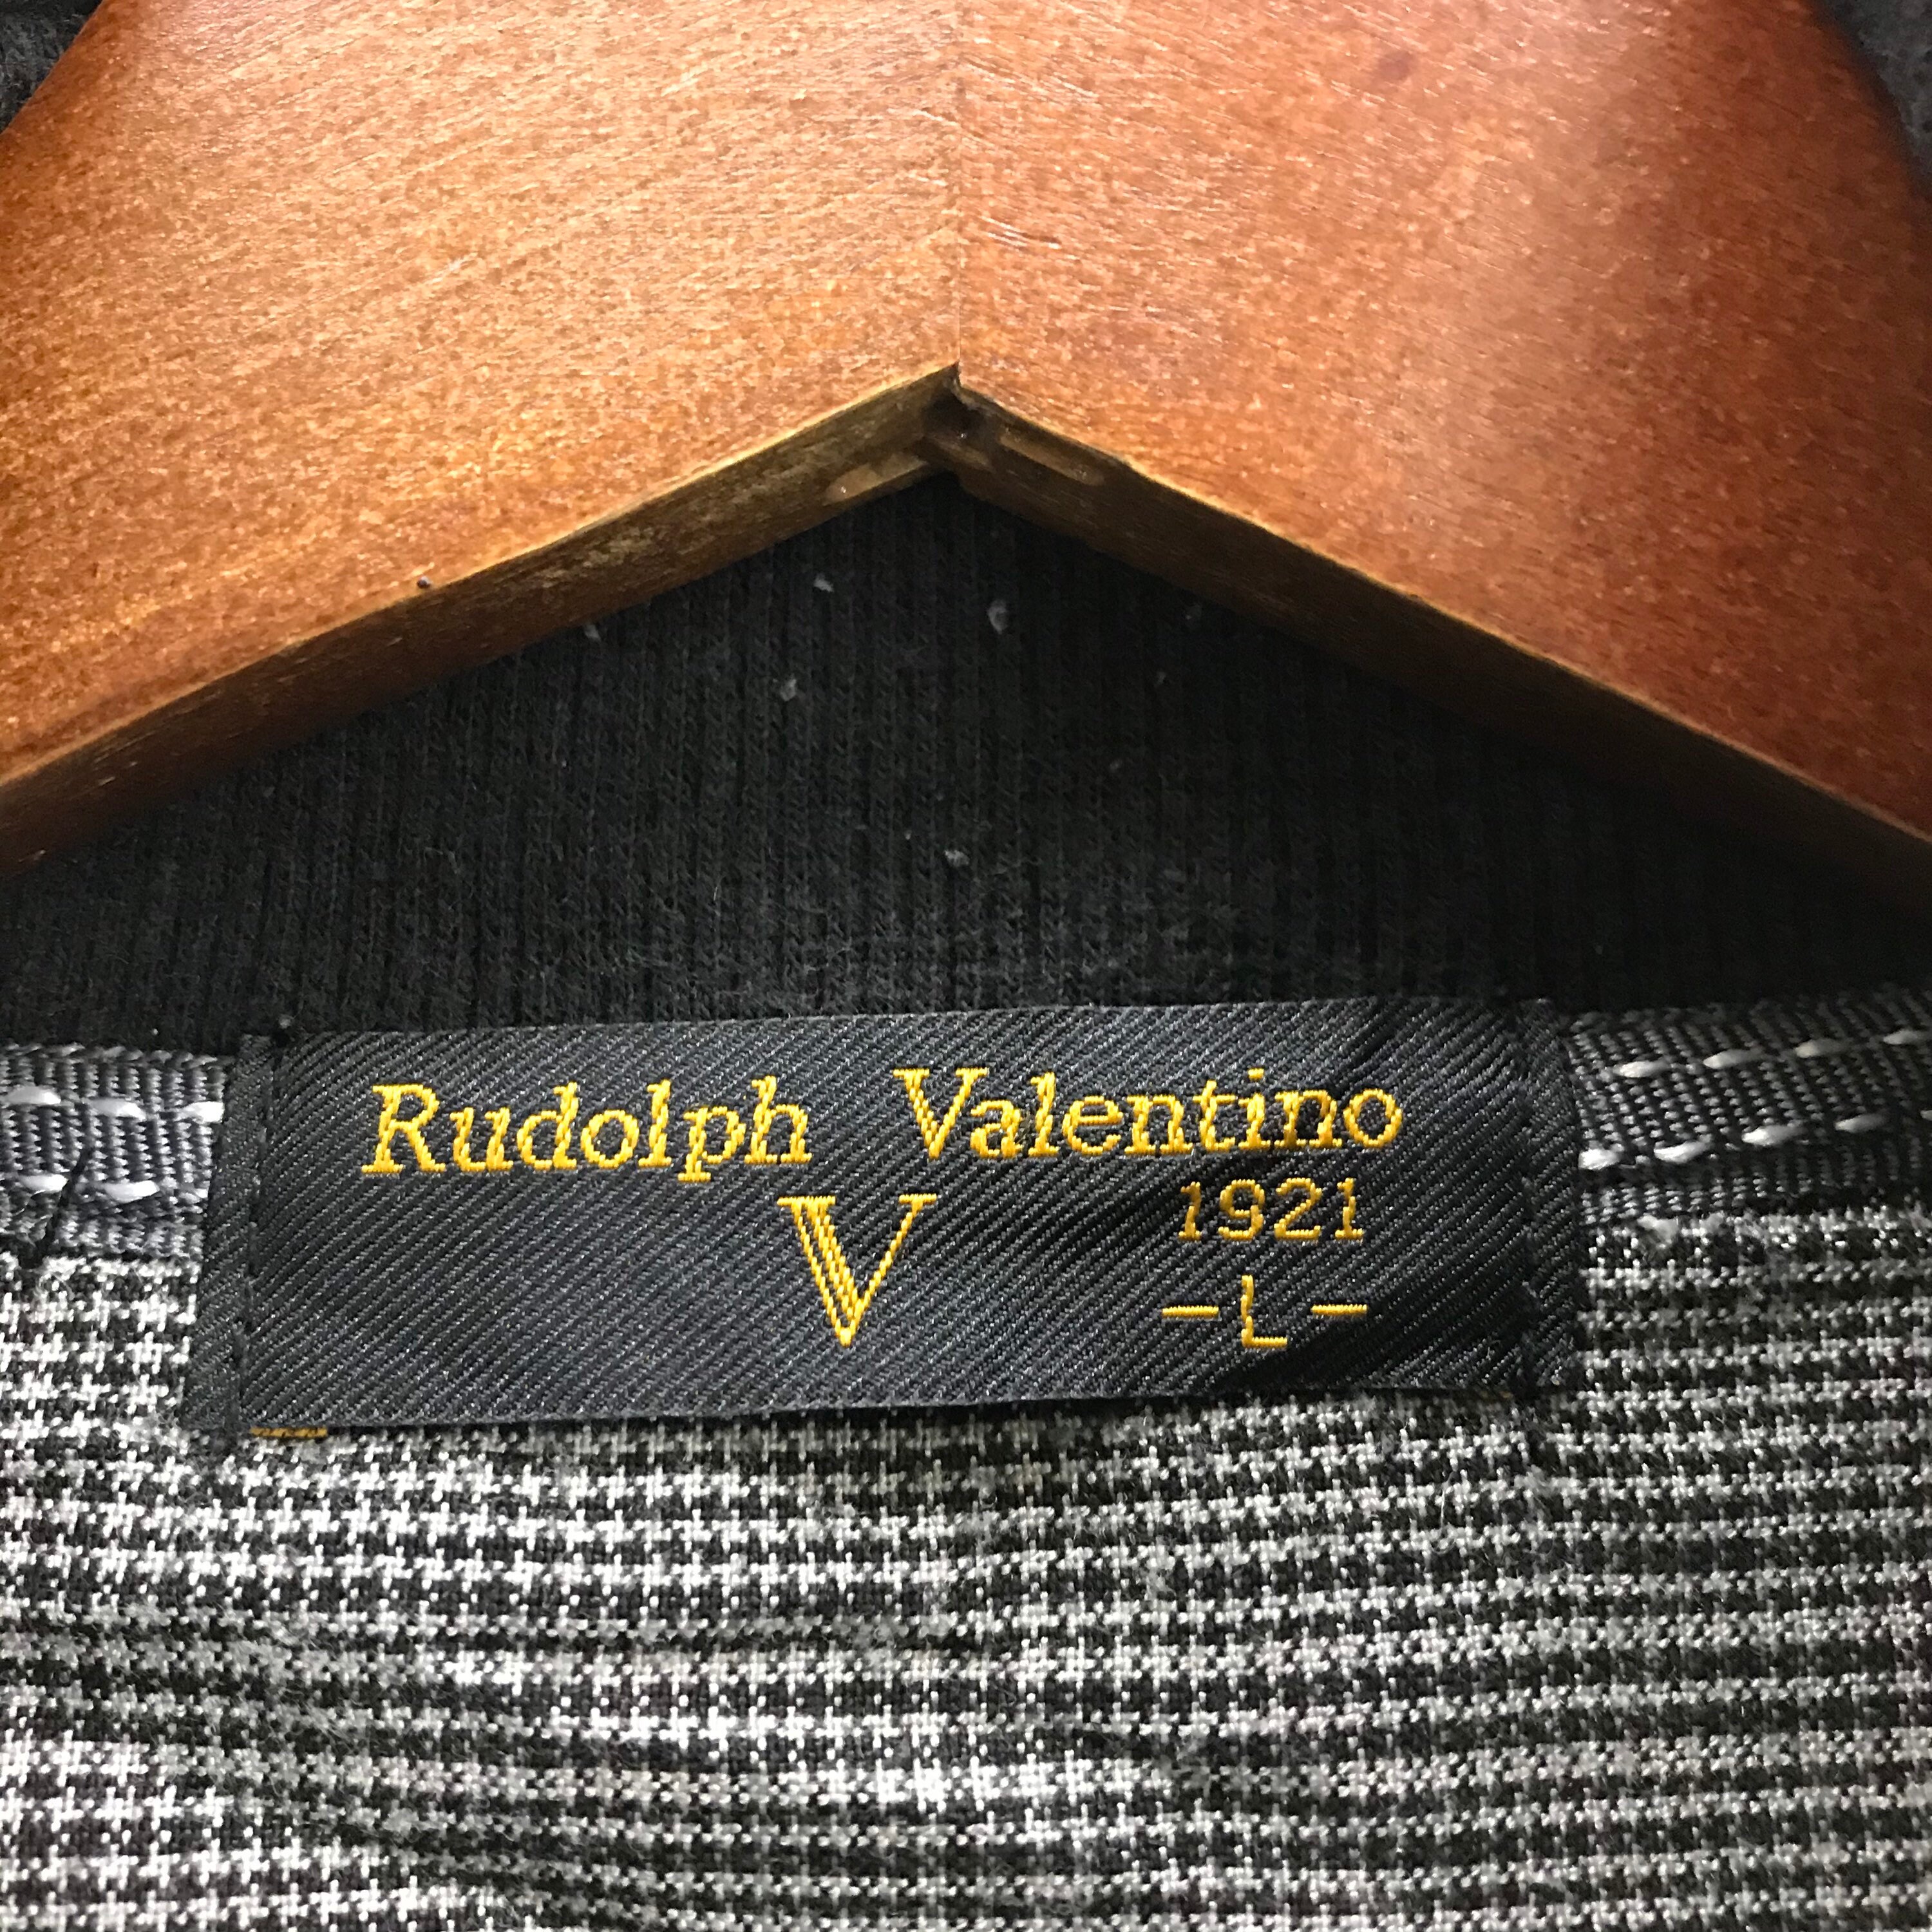 Rudolph Valentino
V
1921
-L-